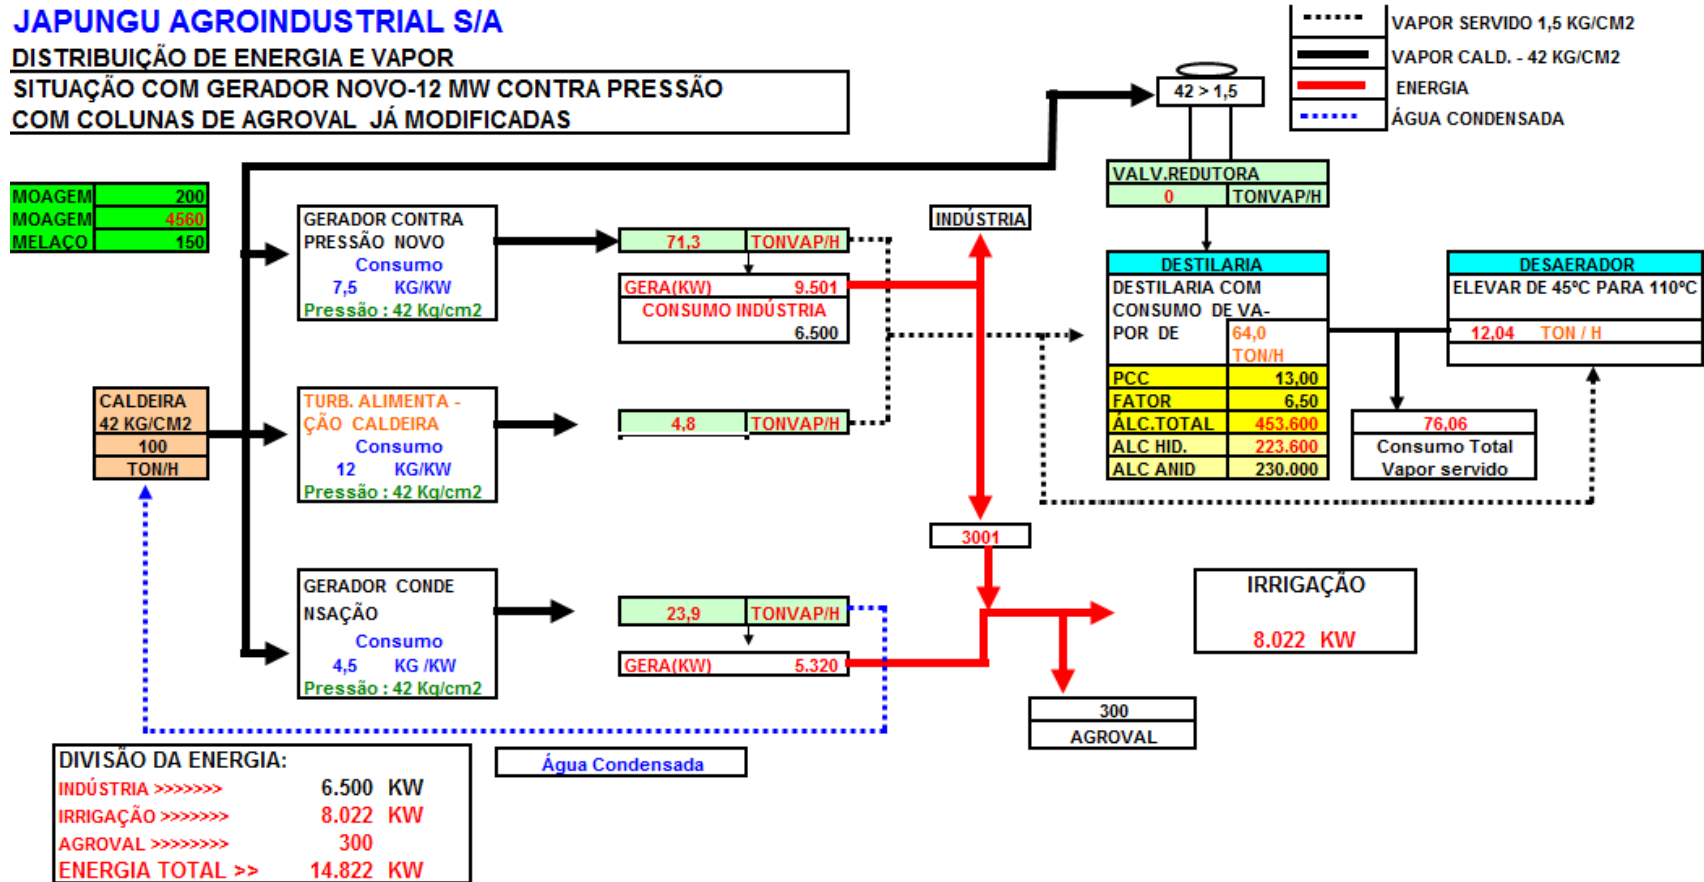 JAPUNGU AGROINDUSTRIAL S/A
DISTRIBUIÇÃO DE ENERGIA E VAPOR
SITUAÇÃO COM GERADOR NOVO-12 MW CONTRA PRESSÃO
COM COLUNAS DE AGROVAL JÁ MODIFICADAS
VAPOR SERVIDO 1,5 KG/CM2
VAPOR CALD. - 42 KG/CM2
ENERGIA
ÁGUA CONDENSADA
42 > 1,5
VALV.REDUTORA
0 TONVAP/H
MOAGEM 200
MOAGEM 4560
MELAÇO 150
GERADOR CONTRA
PRESSÃO NOVO
Consumo
7,5 KG/KW
Pressão : 42 Kg/cm2
71,3 TONVAP/H
GERA(KW) 9.501
CONSUMO INDÚSTRIA
6.500
INDÚSTRIA
DESTILARIA
DESTILARIA COM
CONSUMO DE VA-
POR DE 64,0
TON/H
PCC 13,00
FATOR 6,50
ÁLC.TOTAL 453.600
ALC HID. 223.600
ALC ANID 230.000
DESAERADOR
ELEVAR DE 45ºC PARA 110ºC
12,04 TON / H
76,06
Consumo Total
Vapor servido
CALDEIRA
42 KG/CM2
100
TON/H
TURB. ALIMENTA -
ÇÃO CALDEIRA
Consumo
12 KG/KW
Pressão : 42 Kg/cm2
4,8 TONVAP/H
3001
GERADOR CONDE
NSAÇÃO
Consumo
4,5 KG /KW
Pressão : 42 Kg/cm2
23,9 TONVAP/H
GERA(KW) 5.320
IRRIGAÇÃO
8.022 KW
300
AGROVAL
Água Condensada
DIVISÃO DA ENERGIA:
INDÚSTRIA >>>>>>> 6.500 KW
IRRIGAÇÃO >>>>>>> 8.022 KW
AGROVAL >>>>>>>> 300
ENERGIA TOTAL >> 14.822 KW